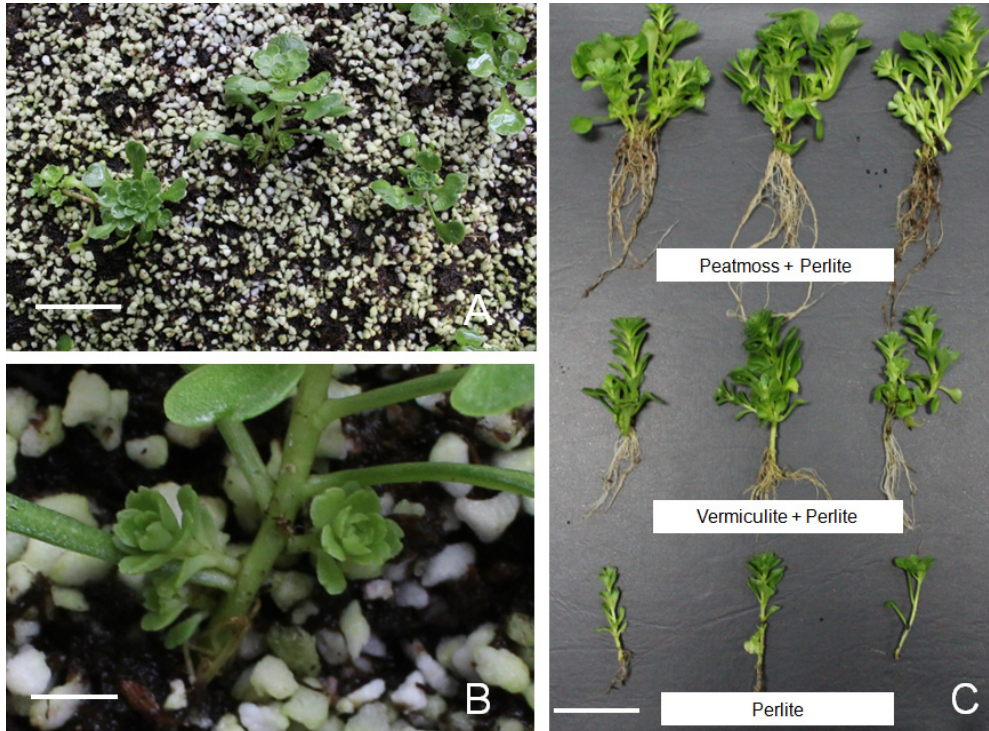 A
B
Peatmoss + Perlite
Vermiculite + Perlite
Perlite
C